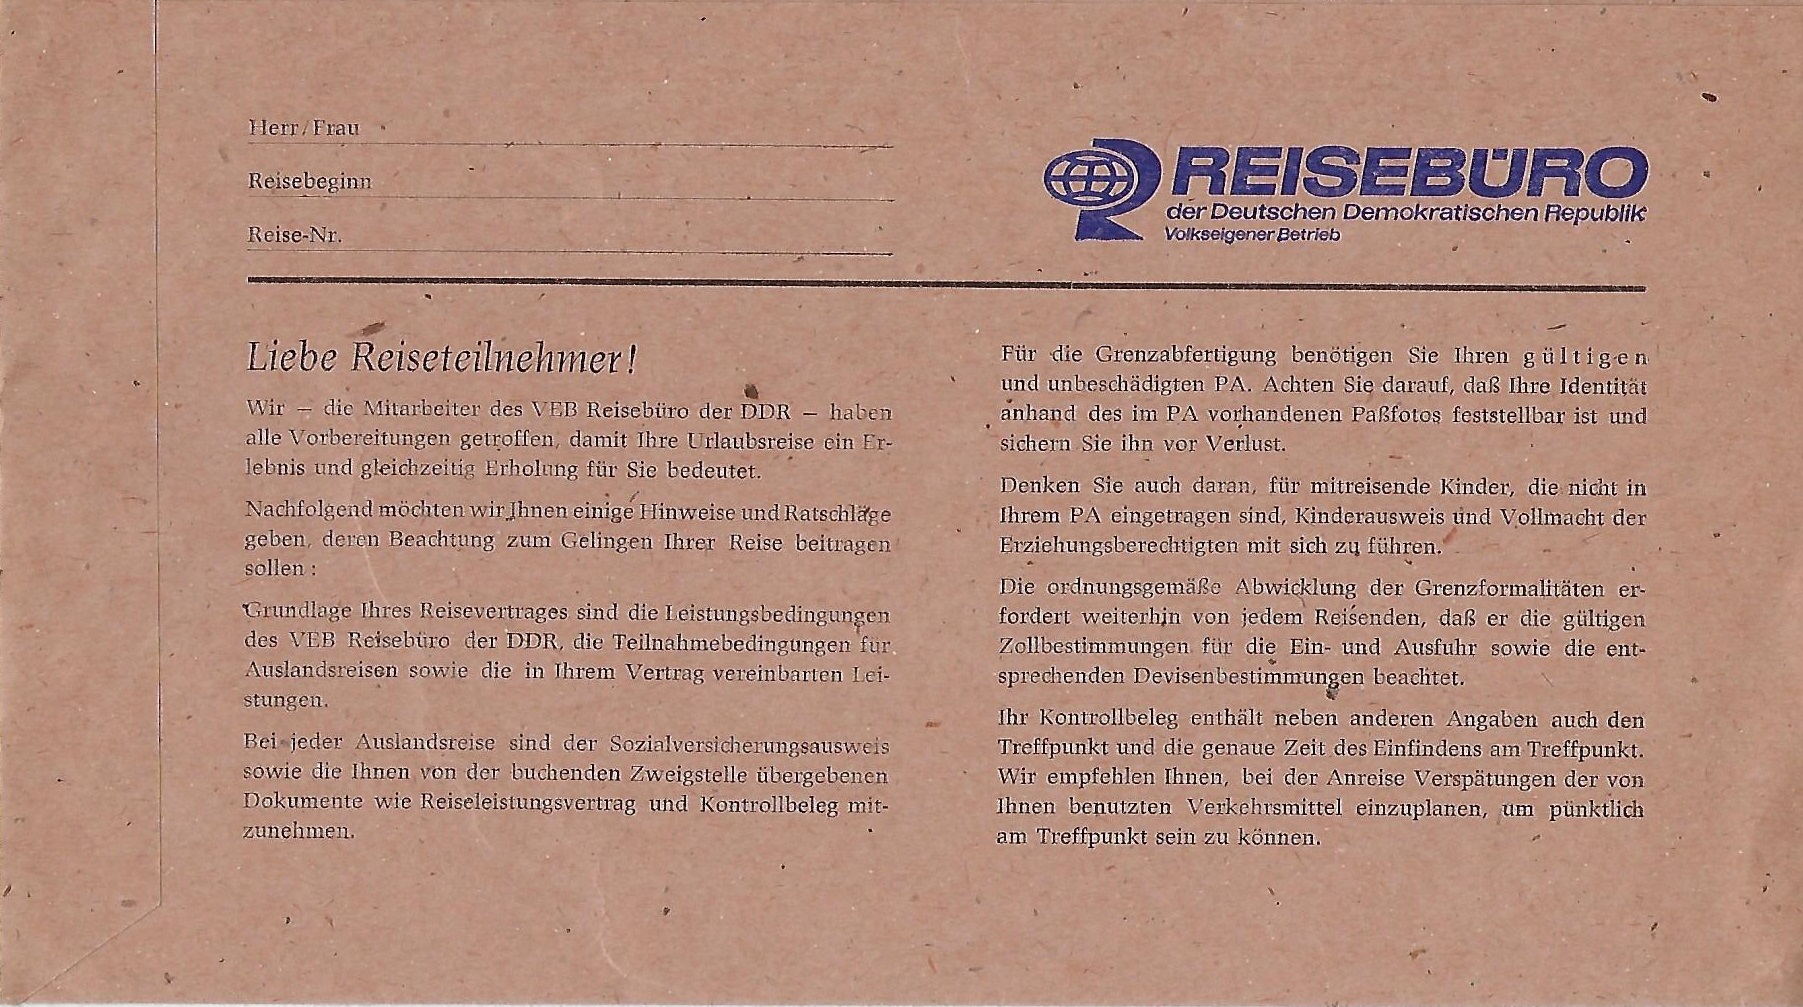 Herr/Frau
Reisebeginn
Reise-Nr.
REISEBÜRO
der Deutschen Demokratischen Republik
Volkseigener Betrieb
Liebe Reiseteilnehmer!
Wir – die Mitarbeiter des VEB Reisebüro der DDR – haben
alle Vorbereitungen getroffen, damit Ihre Urlaubsreise ein Er-
lebnis und gleichzeitig Erholung für Sie bedeutet.
Nachfolgend möchten wir Ihnen einige Hinweise und Ratschläge
geben, deren Beachtung zum Gelingen Ihrer Reise beitragen
sollen :
Grundlage Ihres Reisevertrages sind die Leistungsbedingungen
des VEB Reisebüro der DDR, die Teilnahmebedingungen für
Auslandsreisen sowie die in Ihrem Vertrag vereinbarten Lei-
stungen.
Bei jeder Auslandsreise sind der Sozialversicherungsausweis
sowie die Ihnen von der buchenden Zweigstelle übergebenen
Dokumente wie Reiseleistungsvertrag und Kontrollbeleg mit-
zunehmen.
Für die Grenzabfertigung benötigen Sie Ihren gültigen
und unbeschädigten PA. Achten Sie darauf, daß Ihre Identität
anhand des im PA vorhandenen Paßfotos feststellbar ist und
sichern Sie ihn vor Verlust.
Denken Sie auch daran, für mitreisende Kinder, die nicht in
Ihrem PA eingetragen sind, Kinderausweis und Vollmacht der
Erziehungsberechtigten mit sich zu führen.
Die ordnungsgemäße Abwicklung der Grenzformalitäten er-
fordert weiterhin von jedem Reisenden, daß er die gültigen
Zollbestimmungen für die Ein- und Ausfuhr sowie die ent-
sprechenden Devisenbestimmungen beachtet.
Ihr Kontrollbeleg enthält neben anderen Angaben auch den
Treffpunkt und die genaue Zeit des Einfindens am Treffpunkt.
Wir empfehlen Ihnen, bei der Anreise Verspätungen der von
Ihnen benutzten Verkehrsmittel einzuplanen, um pünktlich
am Treffpunkt sein zu können.